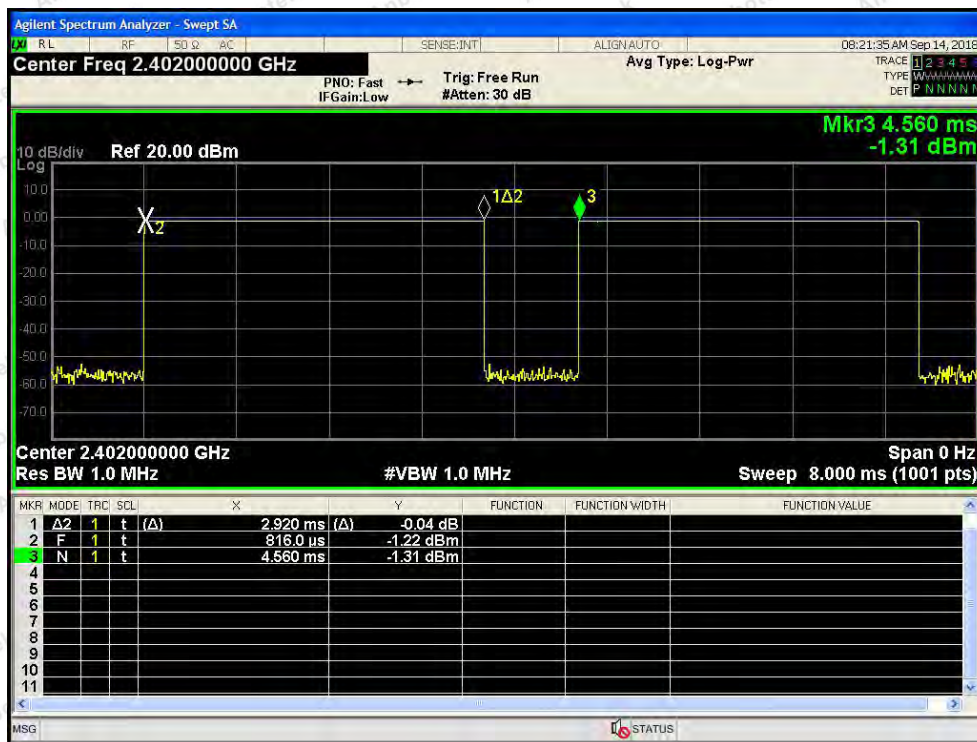 Agilent Spectrum Analyzer - Swept SA
LXI RL RF 50 Ω AC SENSE:INT ALIGNAUTO 08:21:35 AM Sep 14, 2018
Center Freq 2.402000000 GHz
PNO: Fast
IFGain:Low
Trig: Free Run
#Atten: 30 dB
Avg Type: Log-Pwr
TRACE 1 2 3 4 5
TYPE
DET P N N N N N
Mkr3 4.560 ms
-1.31 dBm
10 dB/div Ref 20.00 dBm
Log
10.0
0.00
-10.0
-20.0
-30.0
-40.0
-50.0
-60.0
-70.0
2
1Δ2
3
Center 2.402000000 GHz Span 0 Hz
Res BW 1.0 MHz #VBW 1.0 MHz Sweep 8.000 ms (1001 pts)
MKR MODE TRC SCL X Y FUNCTION FUNCTION WIDTH FUNCTION VALUE
1 Δ2 1 t (Δ) 2.920 ms (Δ) -0.04 dB
2 F 1 t 816.0 µs -1.22 dBm
3 N 1 t 4.560 ms -1.31 dBm
4
5
6
7
8
9
10
11
MSG STATUS